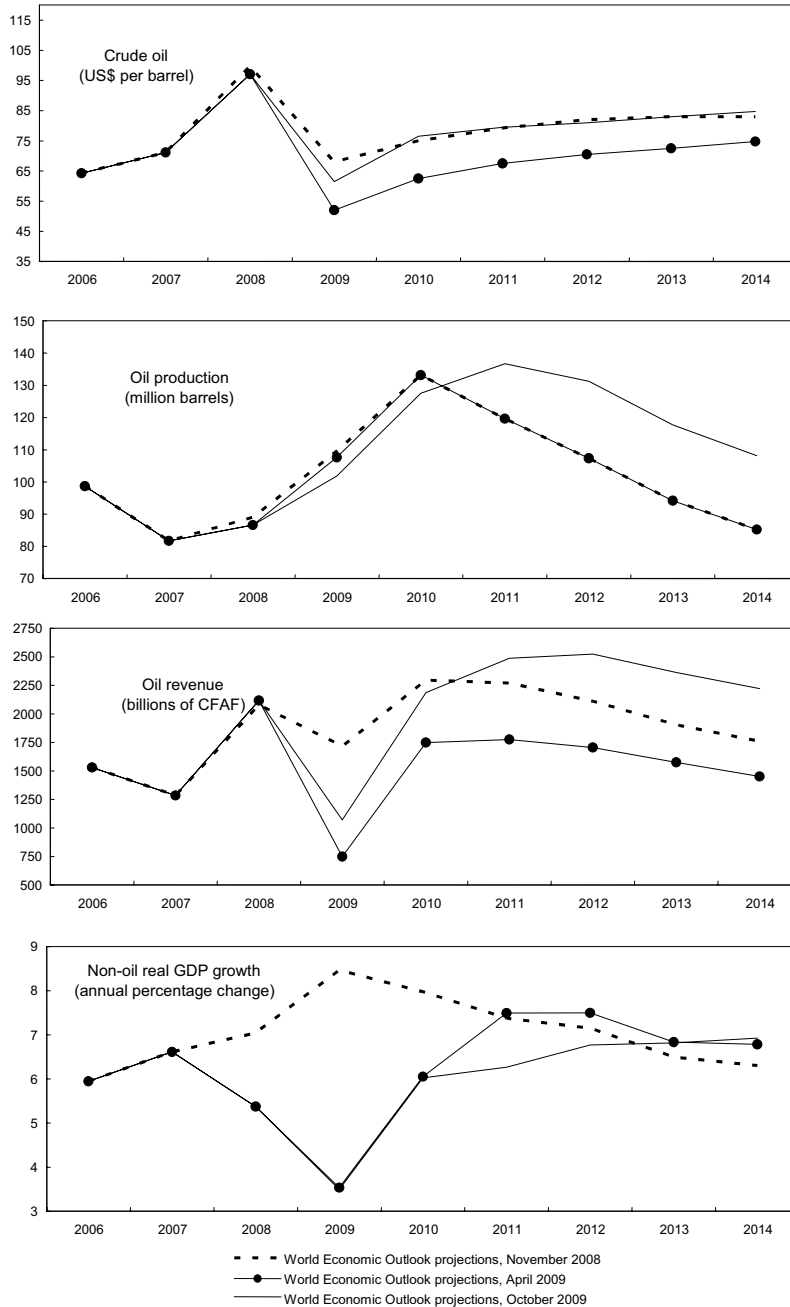 115
105
95
85
75
65
55
45
35
Crude oil
(US$ per barrel)
2006 2007 2008 2009 2010 2011 2012 2013 2014
150
140
130
120
110
100
90
80
70
Oil production
(million barrels)
2006 2007 2008 2009 2010 2011 2012 2013 2014
2750
2500
2250
2000
1750
1500
1250
1000
750
500
Oil revenue
(billions of CFAF)
2006 2007 2008 2009 2010 2011 2012 2013 2014
9
8
7
6
5
4
3
Non-oil real GDP growth
(annual percentage change)
2006 2007 2008 2009 2010 2011 2012 2013 2014
World Economic Outlook projections, November 2008
World Economic Outlook projections, April 2009
World Economic Outlook projections, October 2009